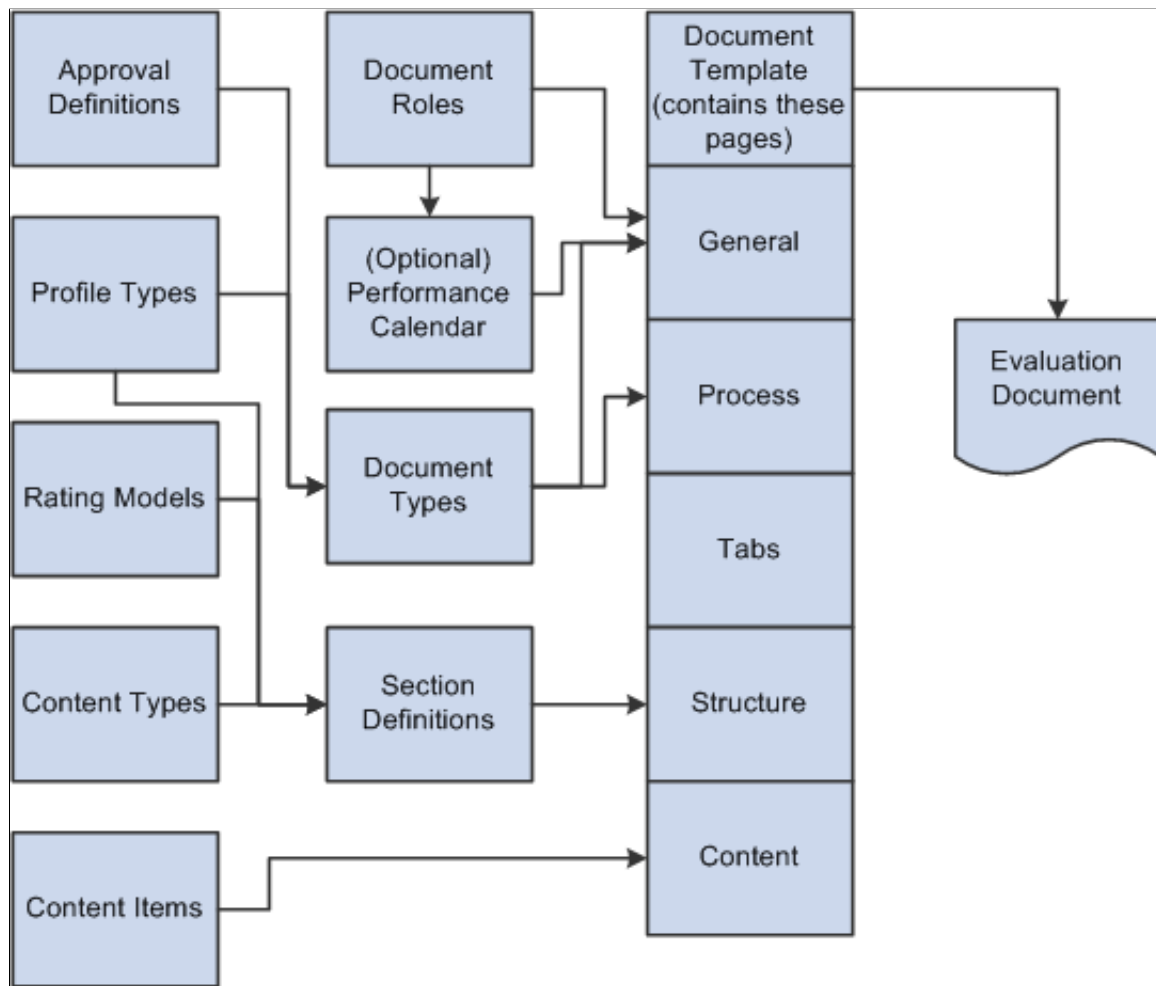 Approval
Definitions
Document
Roles
Document
Template
(contains these
pages)
Profile Types
(Optional)
Performance
Calendar
General
Evaluation
Document
Process
Rating Models
Document
Types
Tabs
Content Types
Section
Definitions
Structure
Content Items
Content